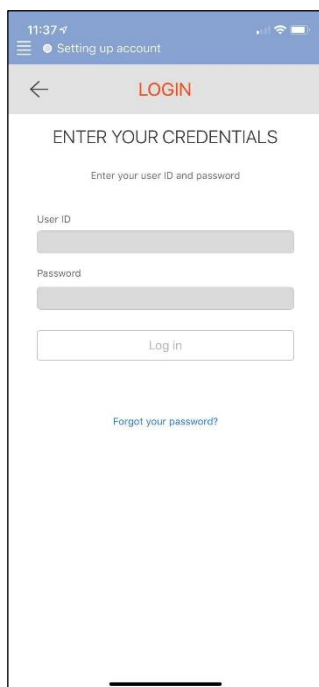 11:37
Setting up account
LOGIN
ENTER YOUR CREDENTIALS
Enter your user ID and password
User ID
Password
Log in
Forgot your password?